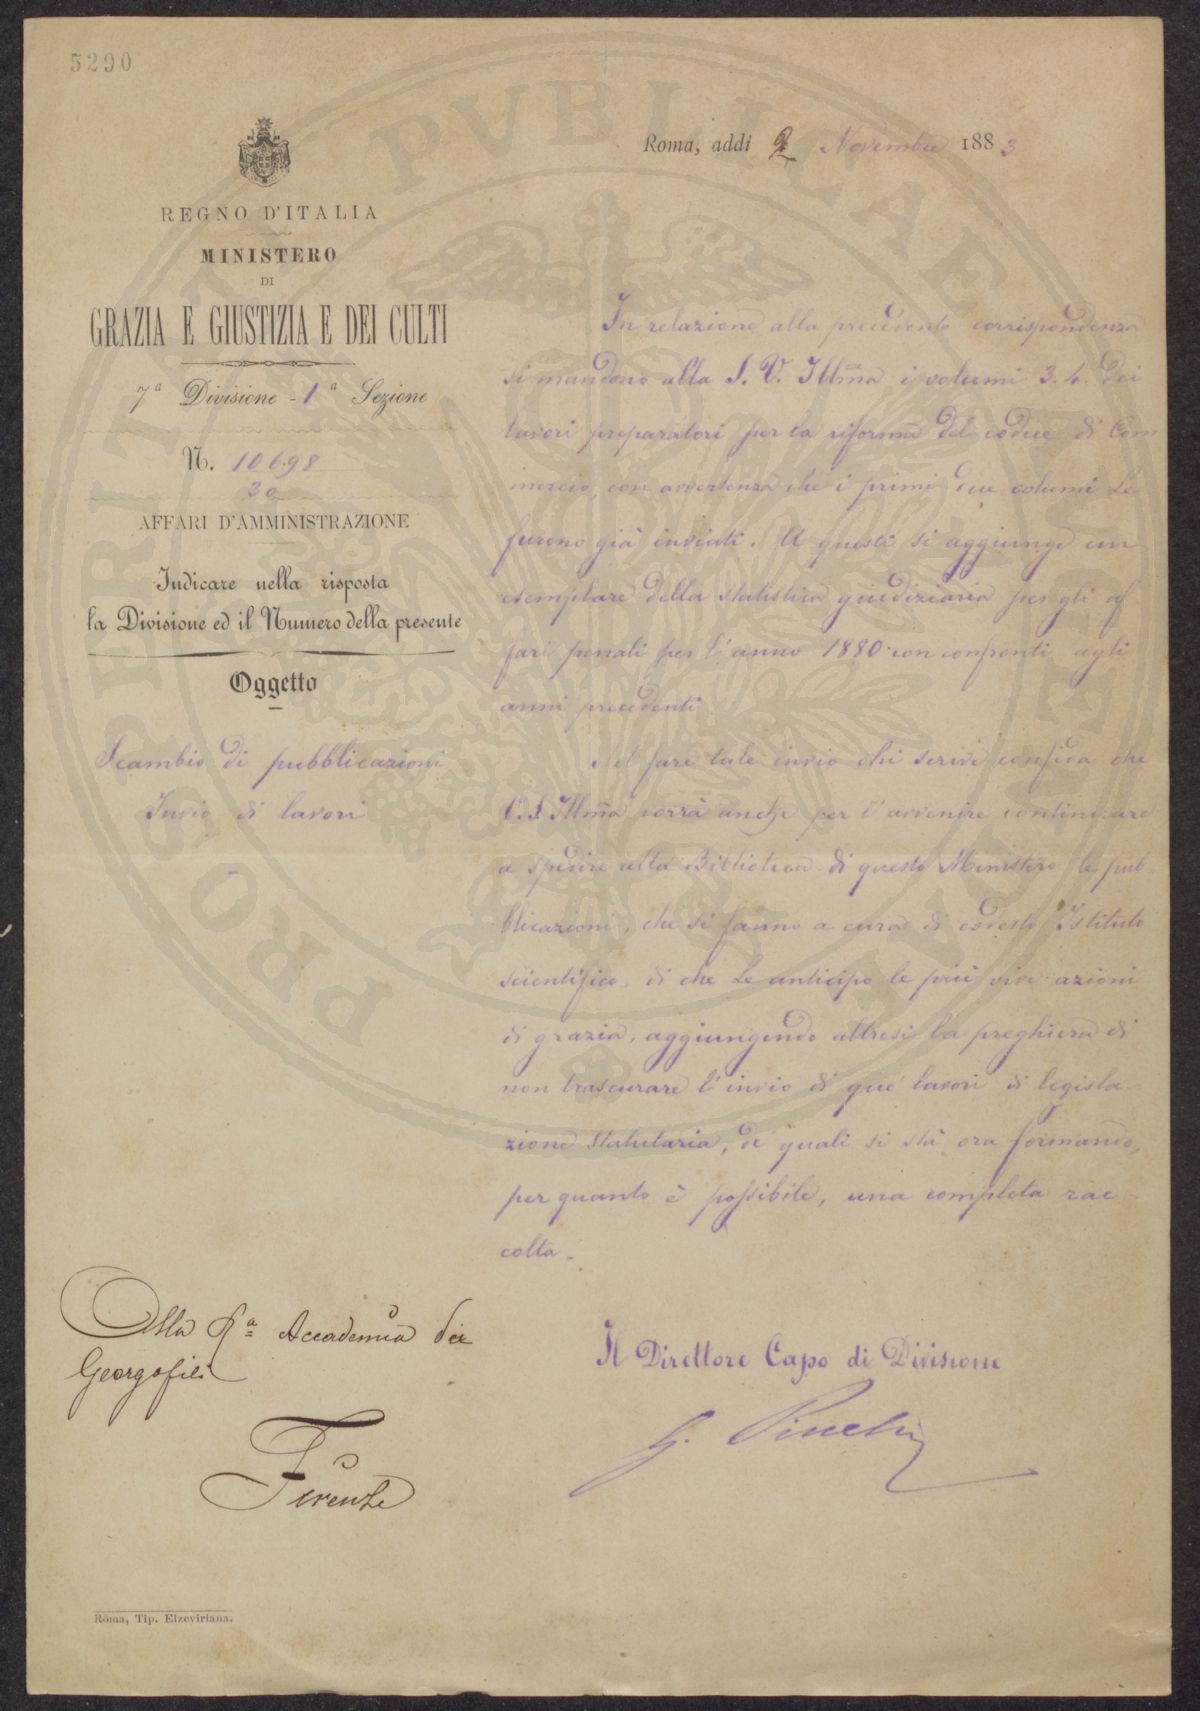 5290
REGNO D'ITALIA
MINISTERO
DI
GRAZIA E GIUSTIZIA E DEI CULTI
7ª Divisione - 1ª Sezione
N. 10698
30
AFFARI D'AMMINISTRAZIONE
Indicare nella risposta
la Divisione ed il Numero della presente
Oggetto
Scambio di pubblicazioni
Invio di lavori
Roma, addi 2 Novembre 1883
In relazione alla precedente corrispondenza
si mandono alla S. V. Illma i volumi 3. 4. dei
lavori preparatori per la riforma del codice di Com
mercio, con avvertenza che i primi due volumi Le
furono già inviati. A questi si aggiunge un
esemplare della statistica giudiziaria per gli af
fari penali per l'anno 1880 con confronti agli
anni precedenti
Nel fare tale invio chi scrive confida che
V. S. Illma vorrà anche per l'avvenire continuare
a spedire alla Biblioteca di questo Ministero le pub
blicazioni, che si fanno a cura di codesto Istituto
scientifico, di che Le anticipo le più vive azioni
di grazia, aggiungendo altresì la preghiera di
non trascurare l'invio di que' lavori di legisla
zione statutaria, de' quali si stà ora formando,
per quanto è possibile, una completa rac-
colta.
Il Direttore Capo di Divisione
G.
Alla Rª Accademia dei
Georgofili
Firenze
Roma, Tip. Elzeviriana.
PROSPERITATI PVBLICAE